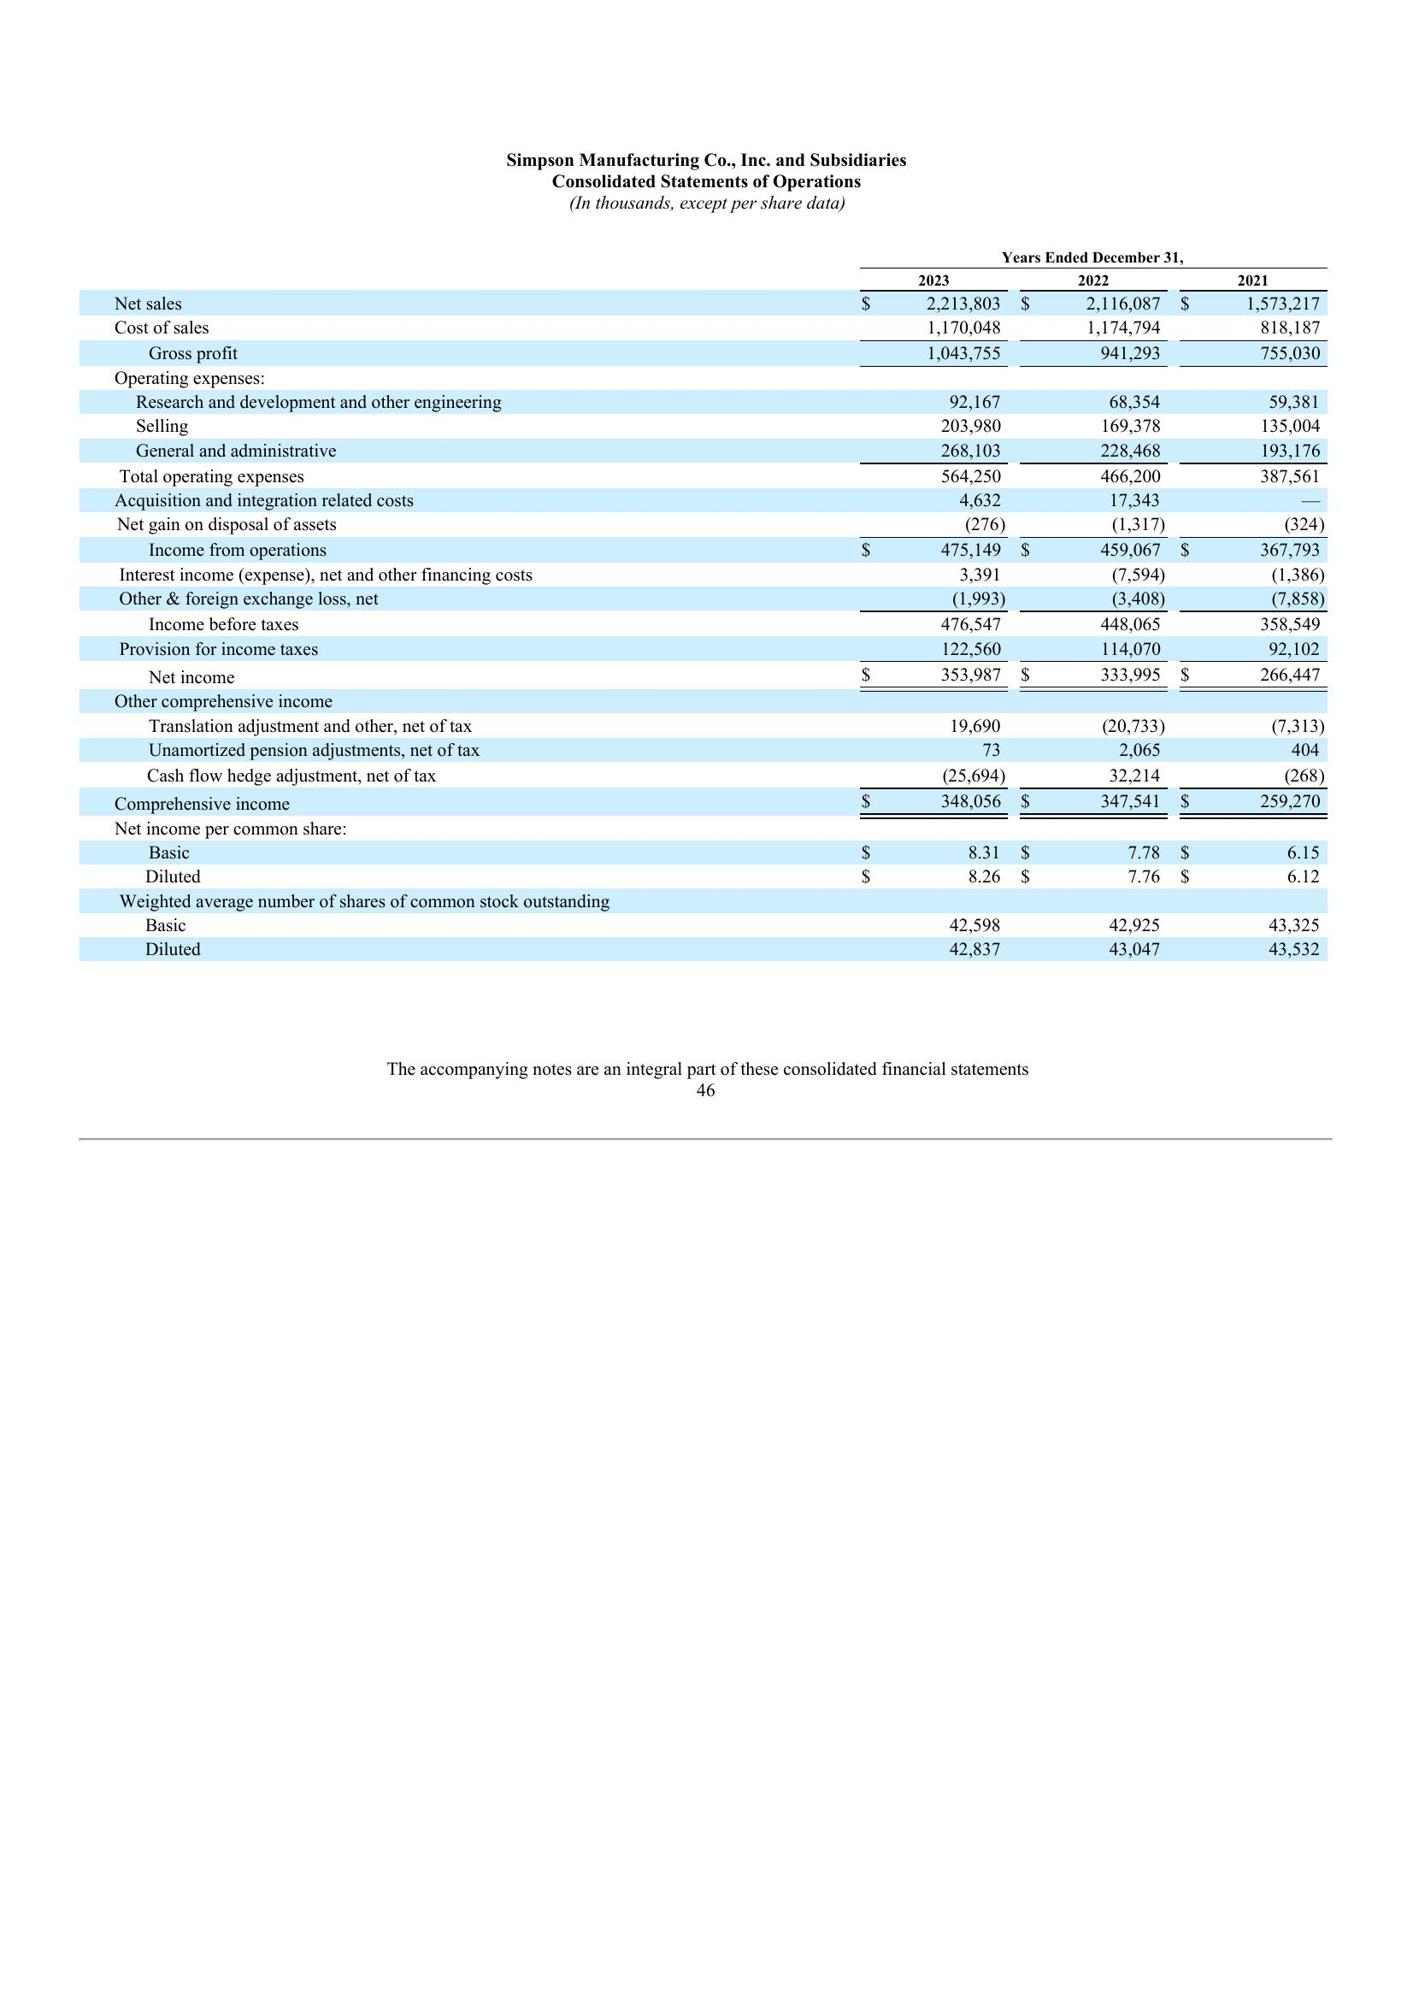 Simpson Manufacturing Co., Inc. and Subsidiaries
Consolidated Statements of Operations
(In thousands, except per share data)
Years Ended December 31,
2023 2022 2021
Net sales $ 2,213,803 $ 2,116,087 $ 1,573,217
Cost of sales 1,170,048 1,174,794 818,187
Gross profit 1,043,755 941,293 755,030
Operating expenses:
Research and development and other engineering 92,167 68,354 59,381
Selling 203,980 169,378 135,004
General and administrative 268,103 228,468 193,176
Total operating expenses 564,250 466,200 387,561
Acquisition and integration related costs 4,632 17,343 —
Net gain on disposal of assets (276) (1,317) (324)
Income from operations $ 475,149 $ 459,067 $ 367,793
Interest income (expense), net and other financing costs 3,391 (7,594) (1,386)
Other & foreign exchange loss, net (1,993) (3,408) (7,858)
Income before taxes 476,547 448,065 358,549
Provision for income taxes 122,560 114,070 92,102
Net income $ 353,987 $ 333,995 $ 266,447
Other comprehensive income
Translation adjustment and other, net of tax 19,690 (20,733) (7,313)
Unamortized pension adjustments, net of tax 73 2,065 404
Cash flow hedge adjustment, net of tax (25,694) 32,214 (268)
Comprehensive income $ 348,056 $ 347,541 $ 259,270
Net income per common share:
Basic $ 8.31 $ 7.78 $ 6.15
Diluted $ 8.26 $ 7.76 $ 6.12
Weighted average number of shares of common stock outstanding
Basic 42,598 42,925 43,325
Diluted 42,837 43,047 43,532
The accompanying notes are an integral part of these consolidated financial statements
46